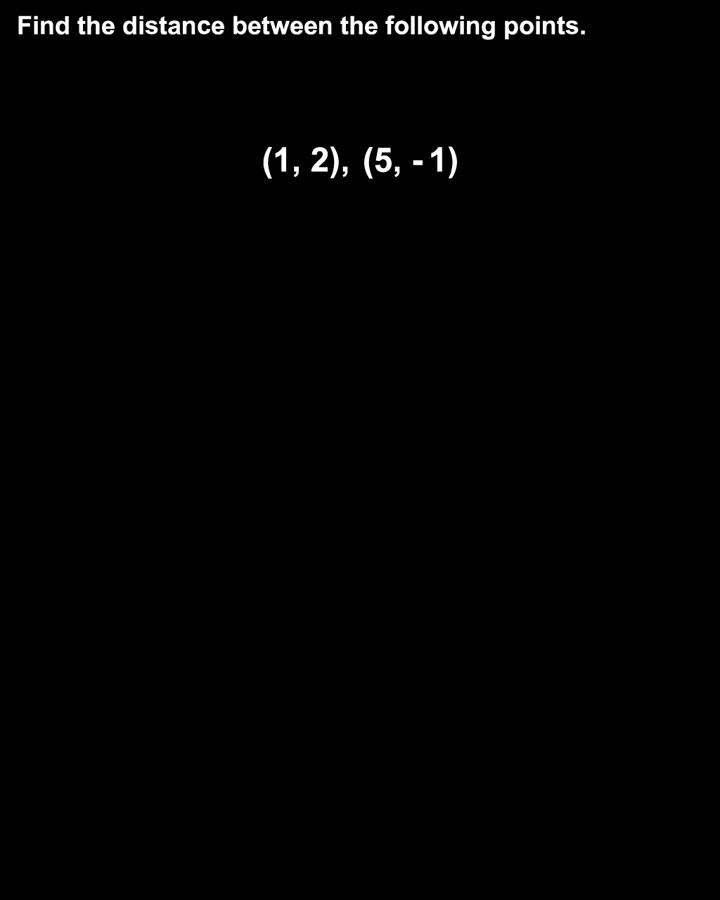 Find the distance between the following points.
(1, 2), (5, -1)